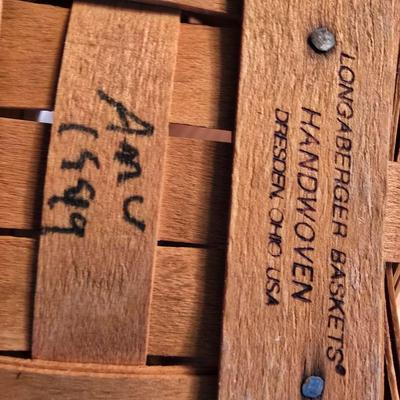 LONGABERGER BASKETS®
HANDWOVEN
DRESDEN, OHIO USA
1999